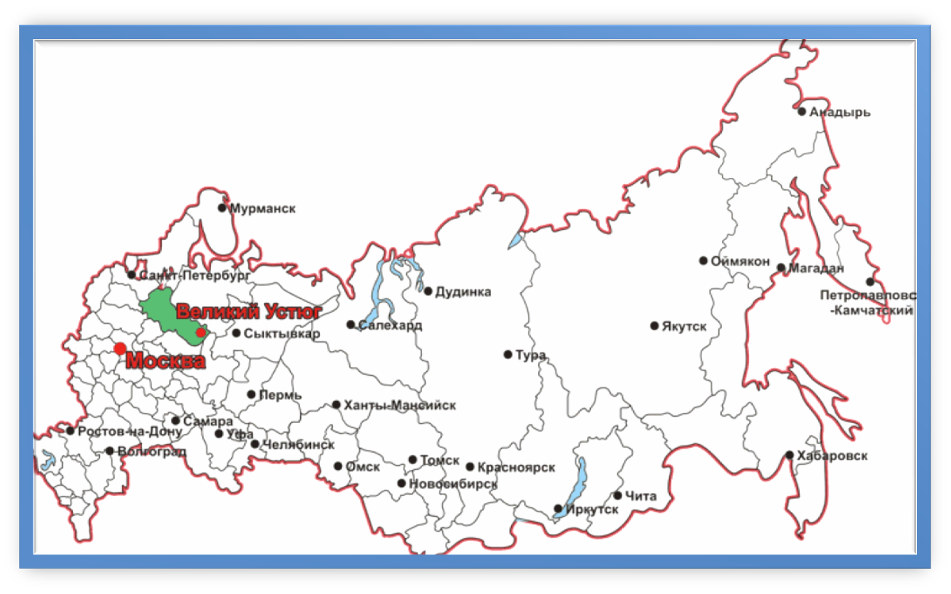 Анадырь
Мурманск
Оймякон
Магадан
Санкт-Петербург
Дудинка
Петропавловс
-Камчатский
Великий Устюг
Салехард
Якутск
Сыктывкар
Москва
Тура
Пермь
Ханты-Мансийск
Самара
Ростов-на-Дону
Уфа
Челябинск
Волгоград
Хабаровск
Омск
Томск
Красноярск
Новосибирск
Чита
Иркутск